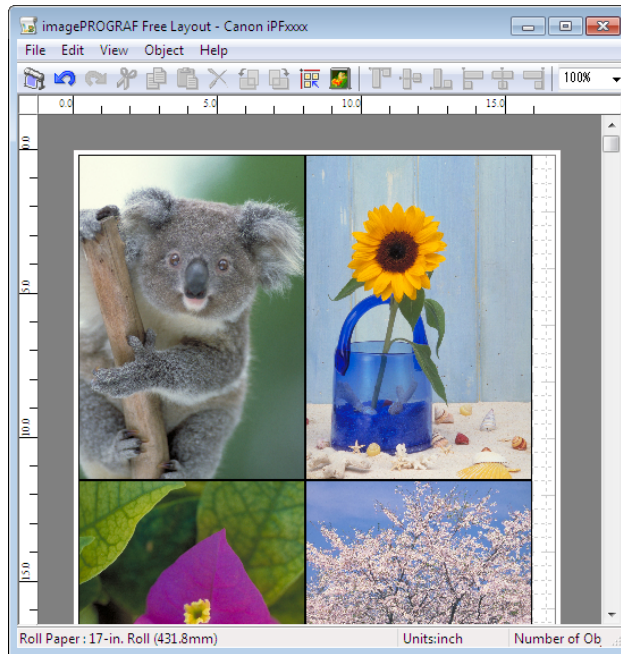 imagePROGRAF Free Layout - Canon iPFxxxx
File Edit View Object Help
100%
0.0 5.0 10.0 15.0
0.0
5.0
10.0
15.0
Roll Paper : 17-in. Roll (431.8mm) Units:inch Number of Ob